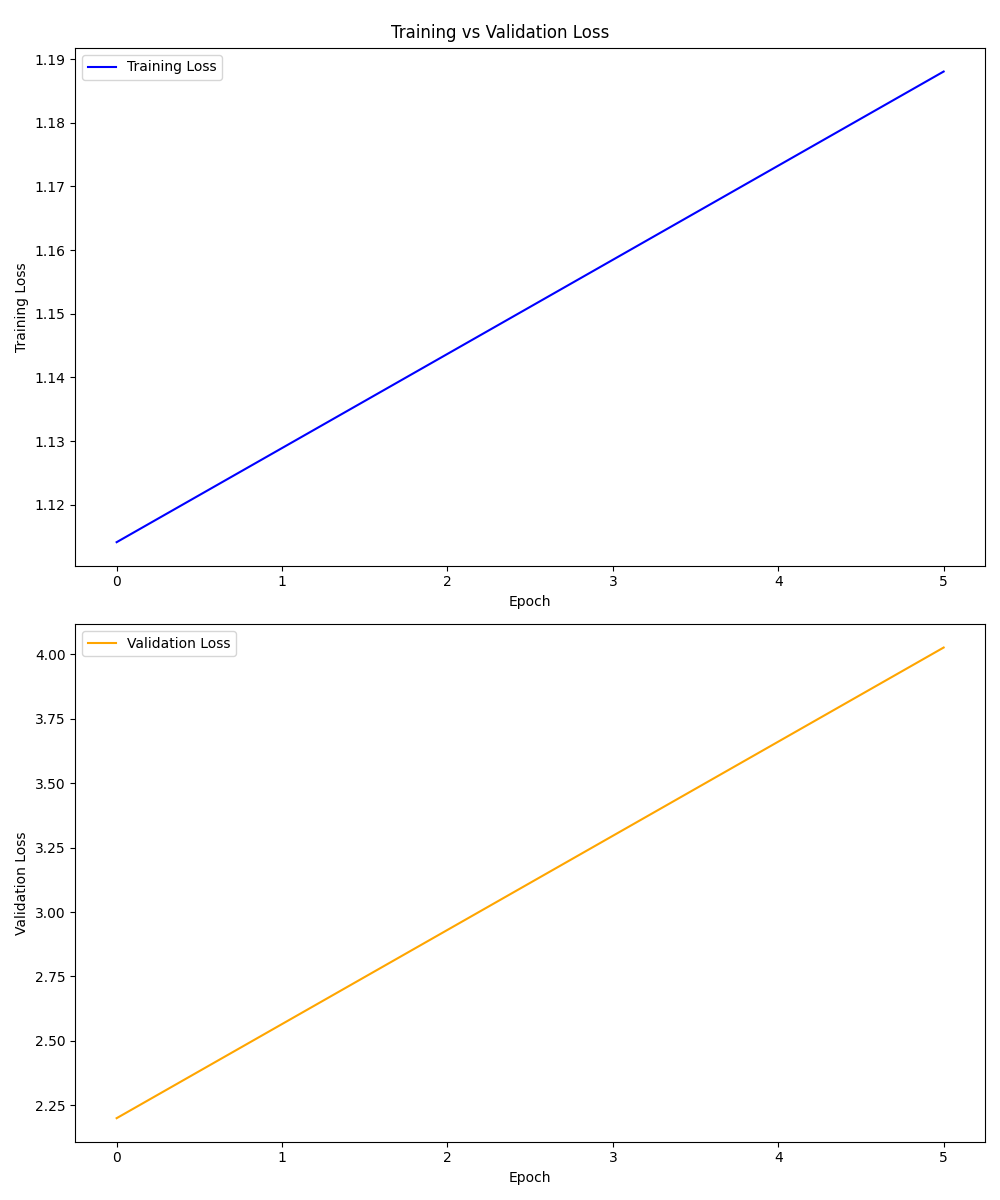 Training vs Validation Loss
Training Loss
1.19
1.18
1.17
1.16
1.15
1.14
1.13
1.12
Training Loss
0 1 2 3 4 5
Epoch
Validation Loss
4.00
3.75
3.50
3.25
3.00
2.75
2.50
2.25
Validation Loss
0 1 2 3 4 5
Epoch